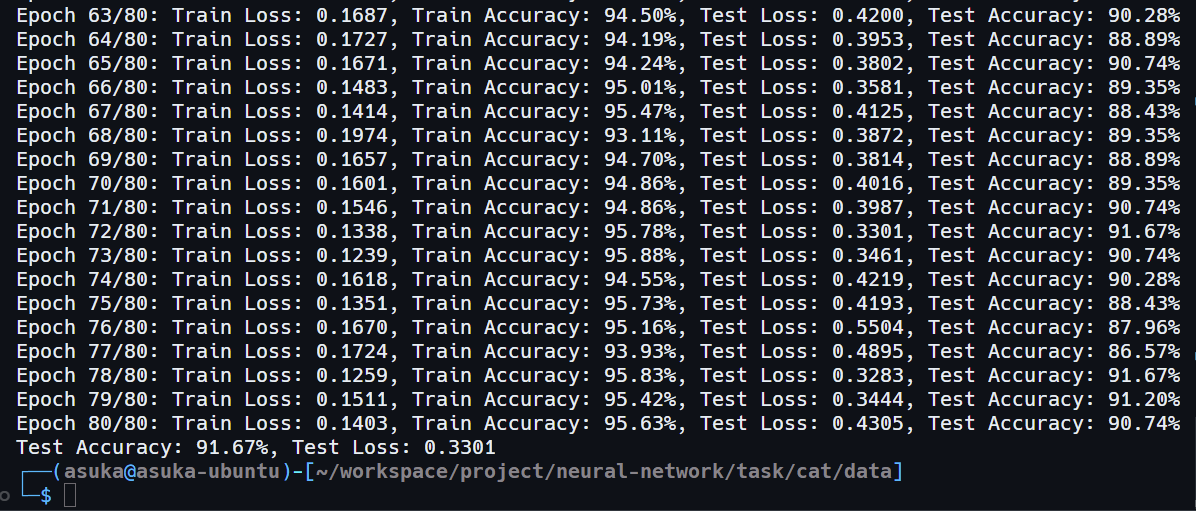 Epoch 63/80: Train Loss: 0.1687, Train Accuracy: 94.50%, Test Loss: 0.4200, Test Accuracy: 90.28%
Epoch 64/80: Train Loss: 0.1727, Train Accuracy: 94.19%, Test Loss: 0.3953, Test Accuracy: 88.89%
Epoch 65/80: Train Loss: 0.1671, Train Accuracy: 94.24%, Test Loss: 0.3802, Test Accuracy: 90.74%
Epoch 66/80: Train Loss: 0.1483, Train Accuracy: 95.01%, Test Loss: 0.3581, Test Accuracy: 89.35%
Epoch 67/80: Train Loss: 0.1414, Train Accuracy: 95.47%, Test Loss: 0.4125, Test Accuracy: 88.43%
Epoch 68/80: Train Loss: 0.1974, Train Accuracy: 93.11%, Test Loss: 0.3872, Test Accuracy: 89.35%
Epoch 69/80: Train Loss: 0.1657, Train Accuracy: 94.70%, Test Loss: 0.3814, Test Accuracy: 88.89%
Epoch 70/80: Train Loss: 0.1601, Train Accuracy: 94.86%, Test Loss: 0.4016, Test Accuracy: 89.35%
Epoch 71/80: Train Loss: 0.1546, Train Accuracy: 94.86%, Test Loss: 0.3987, Test Accuracy: 90.74%
Epoch 72/80: Train Loss: 0.1338, Train Accuracy: 95.78%, Test Loss: 0.3301, Test Accuracy: 91.67%
Epoch 73/80: Train Loss: 0.1239, Train Accuracy: 95.88%, Test Loss: 0.3461, Test Accuracy: 90.74%
Epoch 74/80: Train Loss: 0.1618, Train Accuracy: 94.55%, Test Loss: 0.4219, Test Accuracy: 90.28%
Epoch 75/80: Train Loss: 0.1351, Train Accuracy: 95.73%, Test Loss: 0.4193, Test Accuracy: 88.43%
Epoch 76/80: Train Loss: 0.1670, Train Accuracy: 95.16%, Test Loss: 0.5504, Test Accuracy: 87.96%
Epoch 77/80: Train Loss: 0.1724, Train Accuracy: 93.93%, Test Loss: 0.4895, Test Accuracy: 86.57%
Epoch 78/80: Train Loss: 0.1259, Train Accuracy: 95.83%, Test Loss: 0.3283, Test Accuracy: 91.67%
Epoch 79/80: Train Loss: 0.1511, Train Accuracy: 95.42%, Test Loss: 0.3444, Test Accuracy: 91.20%
Epoch 80/80: Train Loss: 0.1403, Train Accuracy: 95.63%, Test Loss: 0.4305, Test Accuracy: 90.74%
Test Accuracy: 91.67%, Test Loss: 0.3301
┌──(asuka@asuka-ubuntu)-[~/workspace/project/neural-network/task/cat/data]
└─$